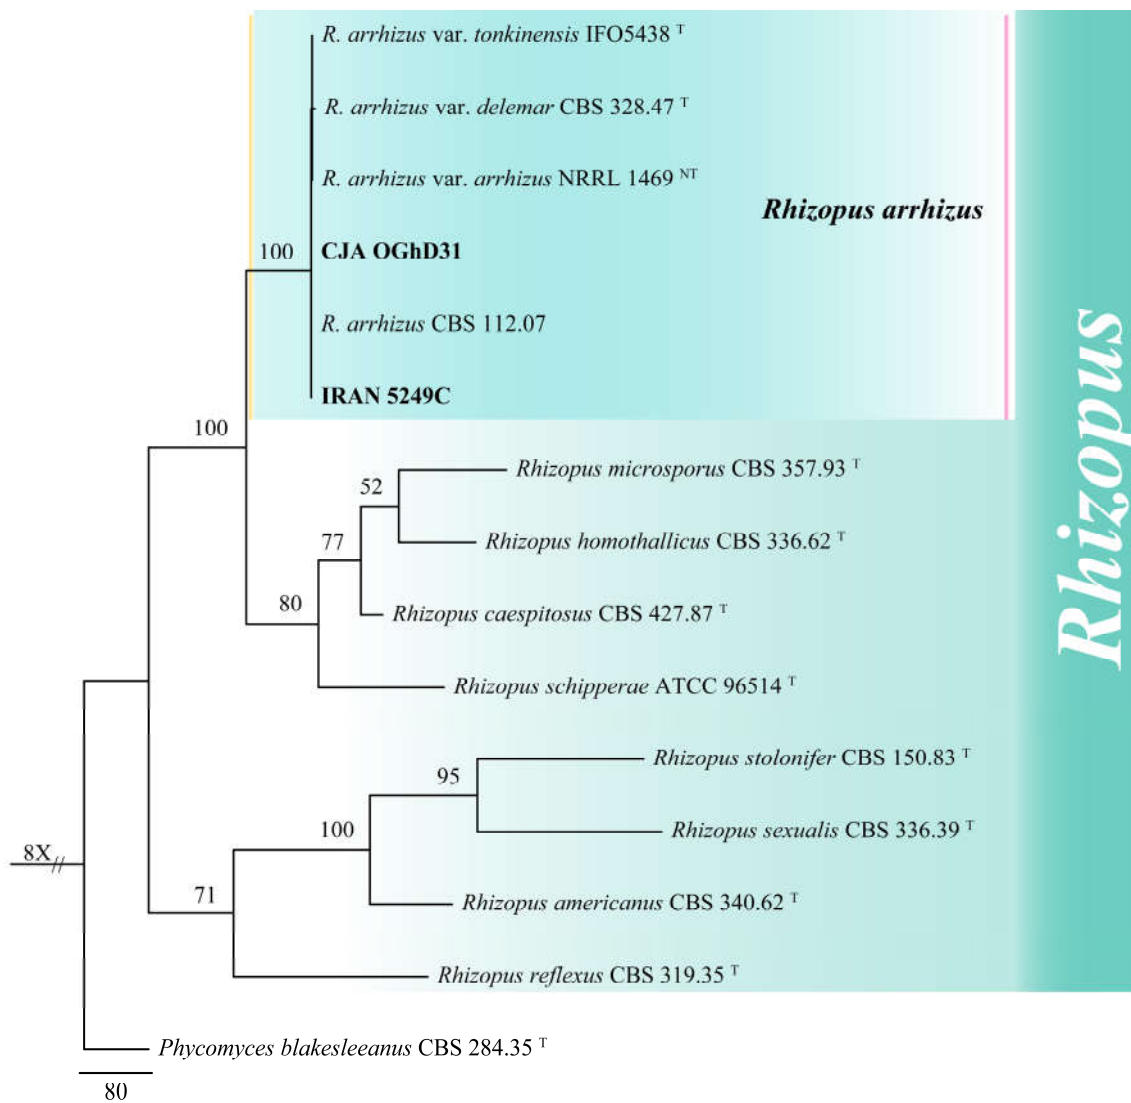 R. arrhizus var. tonkinensis IFO5438 T
R. arrhizus var. delemar CBS 328.47 T
R. arrhizus var. arrhizus NRRL 1469 NT
Rhizopus arrhizus
100
CJA OGhD31
R. arrhizus CBS 112.07
IRAN 5249C
Rhizopus
100
Rhizopus microsporus CBS 357.93 T
52
Rhizopus homothallicus CBS 336.62 T
77
80
Rhizopus caespitosus CBS 427.87 T
Rhizopus schipperae ATCC 96514 T
Rhizopus stolonifer CBS 150.83 T
95
Rhizopus sexualis CBS 336.39 T
100
8X //
71
Rhizopus americanus CBS 340.62 T
Rhizopus reflexus CBS 319.35 T
Phycomyces blakesleeanus CBS 284.35 T
80